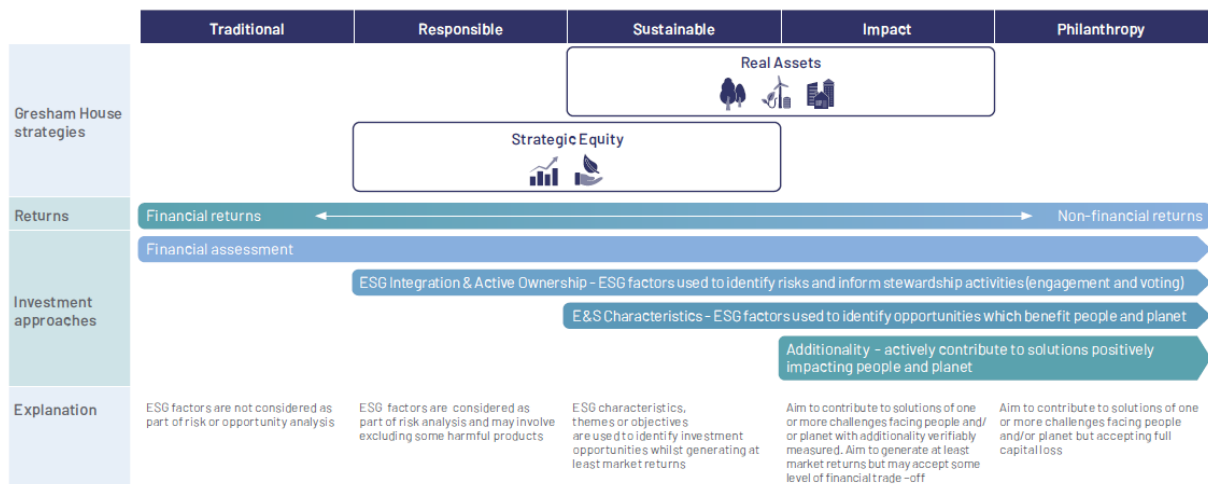 Traditional
Responsible
Sustainable
Impact
Philanthropy
Gresham House
strategies
Real Assets
Strategic Equity
Returns
Financial returns
Non-financial returns
Investment
approaches
Financial assessment
ESG Integration & Active Ownership - ESG factors used to identify risks and inform stewardship activities (engagement and voting)
E&S Characteristics - ESG factors used to identify opportunities which benefit people and planet
Additionality - actively contribute to solutions positively
impacting people and planet
Explanation
ESG factors are not considered as
part of risk or opportunity analysis
ESG factors are considered as
part of risk analysis and may involve
excluding some harmful products
ESG characteristics,
themes or objectives
are used to identify investment
opportunities whilst generating at
least market returns
Aim to contribute to solutions of one
or more challenges facing people and/
or planet with additionality verifiably
measured. Aim to generate at least
market returns but may accept some
level of financial trade -off
Aim to contribute to solutions of one
or more challenges facing people
and/or planet but accepting full
capital loss